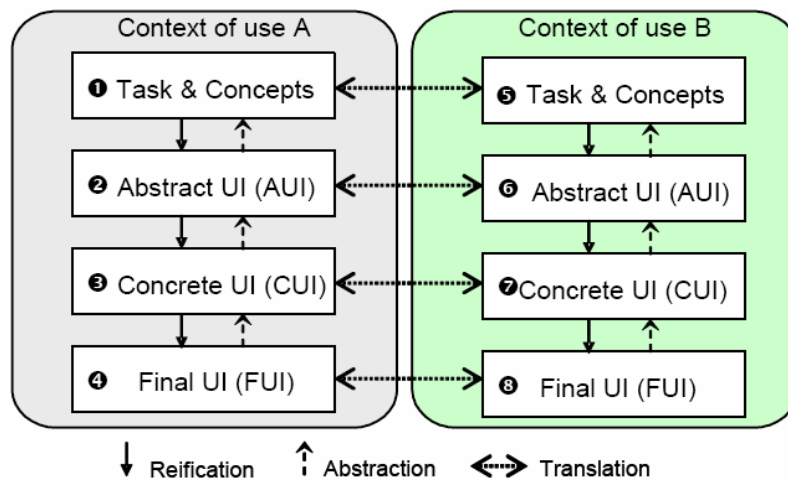 Context of use A
Context of use B
❶ Task & Concepts
❺ Task & Concepts
❷ Abstract UI (AUI)
❻ Abstract UI (AUI)
❸ Concrete UI (CUI)
❼Concrete UI (CUI)
❹ Final UI (FUI)
❽ Final UI (FUI)
Reification
Abstraction
Translation